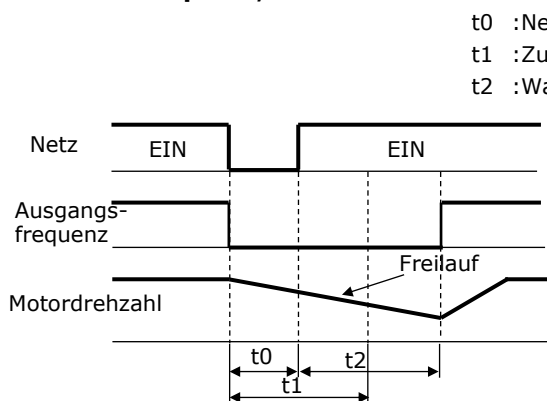 t0 :Ne
t1 :Zu
t2 :Wa
Netz EIN EIN
Ausgangs-
frequenz
Freilauf
Motordrehzahl
t0 t2
t1